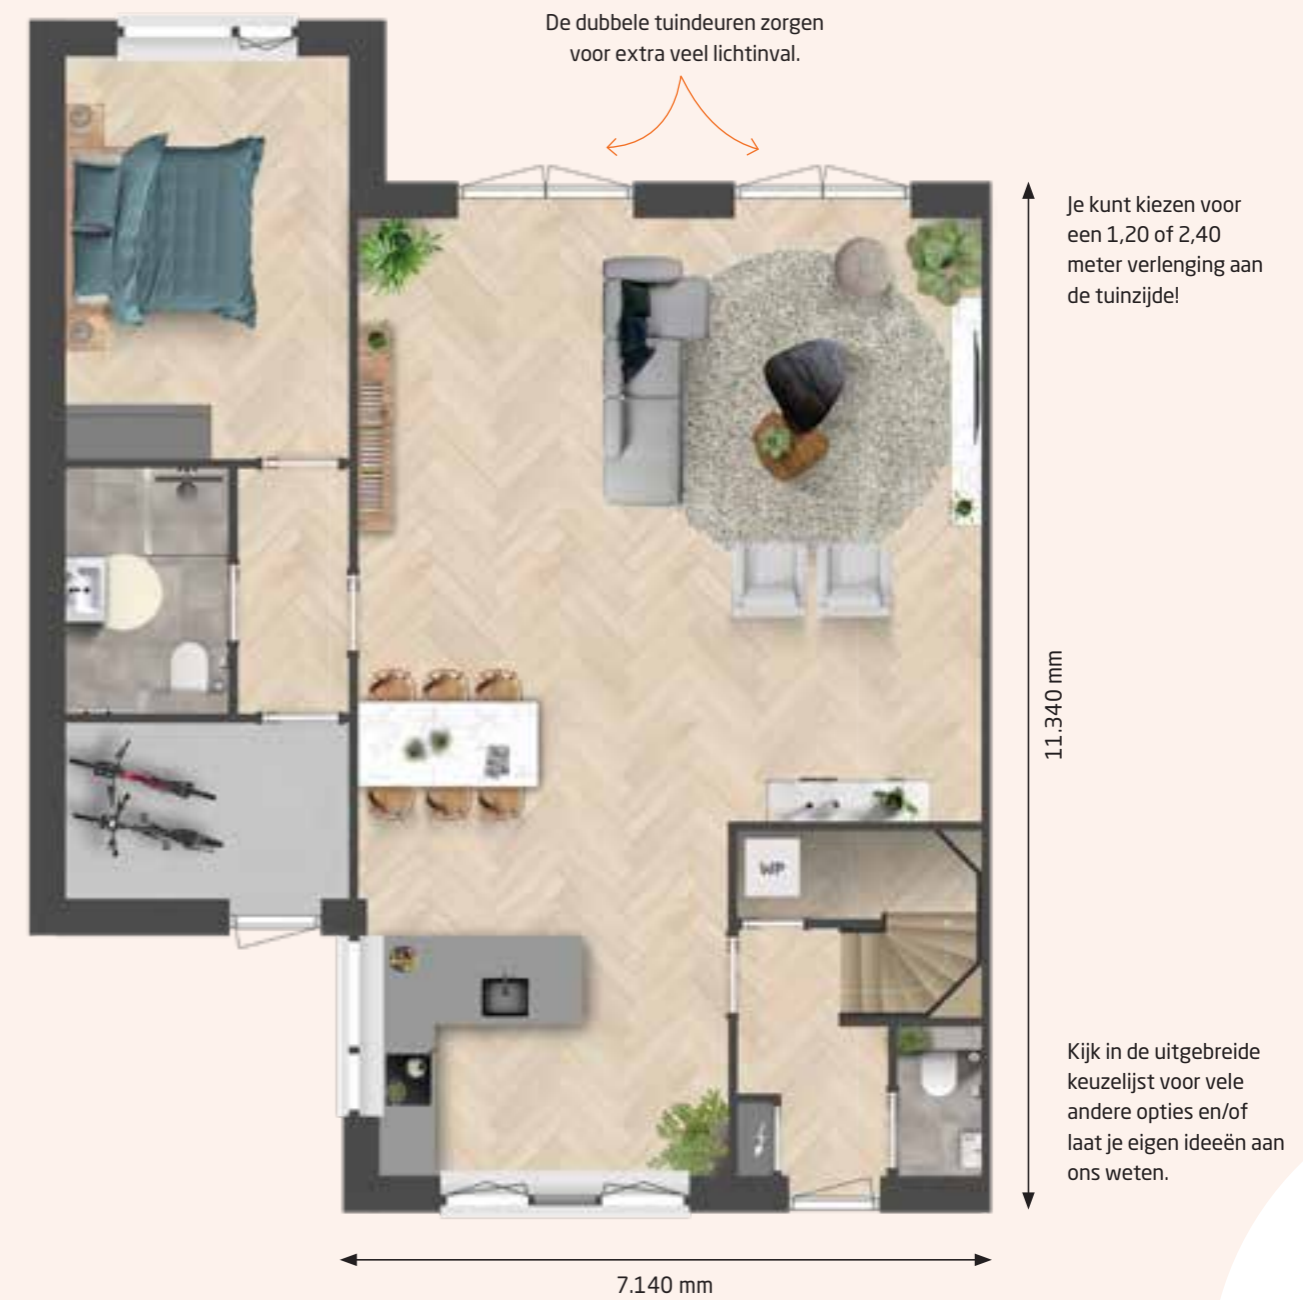 De dubbele tuindeuren zorgen
voor extra veel lichtinval.
Je kunt kiezen voor
een 1,20 of 2,40
meter verlenging aan
de tuinzijde!
11.340 mm
WP
Kijk in de uitgebreide
keuzelijst voor vele
andere opties en/of
laat je eigen ideeën aan
ons weten.
7.140 mm